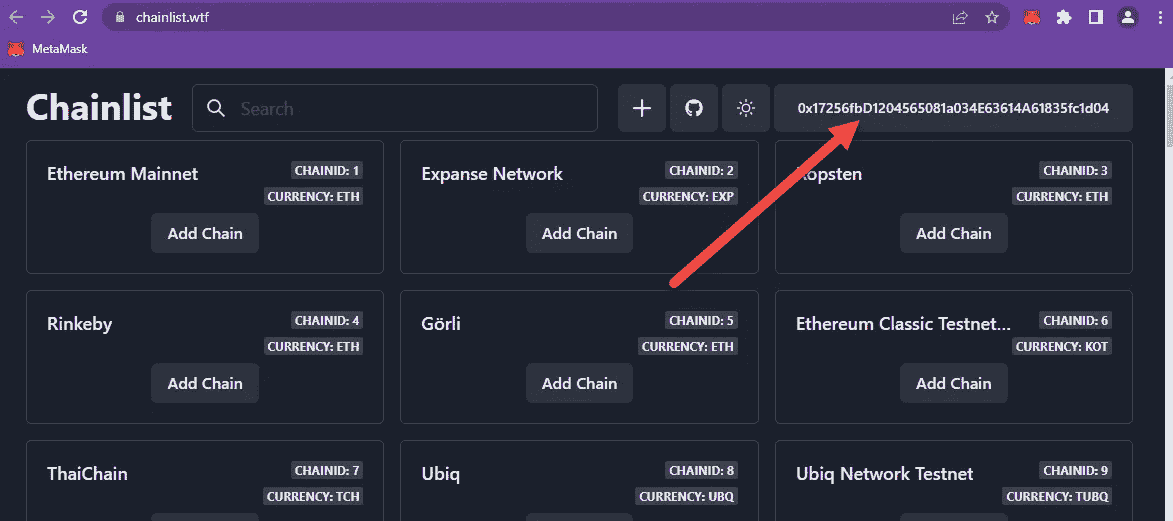 chainlist.wtf
MetaMask
Chainlist
Search
0x17256fbD1204565081a034E63614A61835fc1d04
Ethereum Mainnet
CHAINID: 1
CURRENCY: ETH
Add Chain
Expanse Network
CHAINID: 2
CURRENCY: EXP
Add Chain
Ropsten
CHAINID: 3
CURRENCY: ETH
Add Chain
Rinkeby
CHAINID: 4
CURRENCY: ETH
Add Chain
Görli
CHAINID: 5
CURRENCY: ETH
Add Chain
Ethereum Classic Testnet...
CHAINID: 6
CURRENCY: KOT
Add Chain
ThaiChain
CHAINID: 7
CURRENCY: TCH
Ubiq
CHAINID: 8
CURRENCY: UBQ
Ubiq Network Testnet
CHAINID: 9
CURRENCY: TUBQ